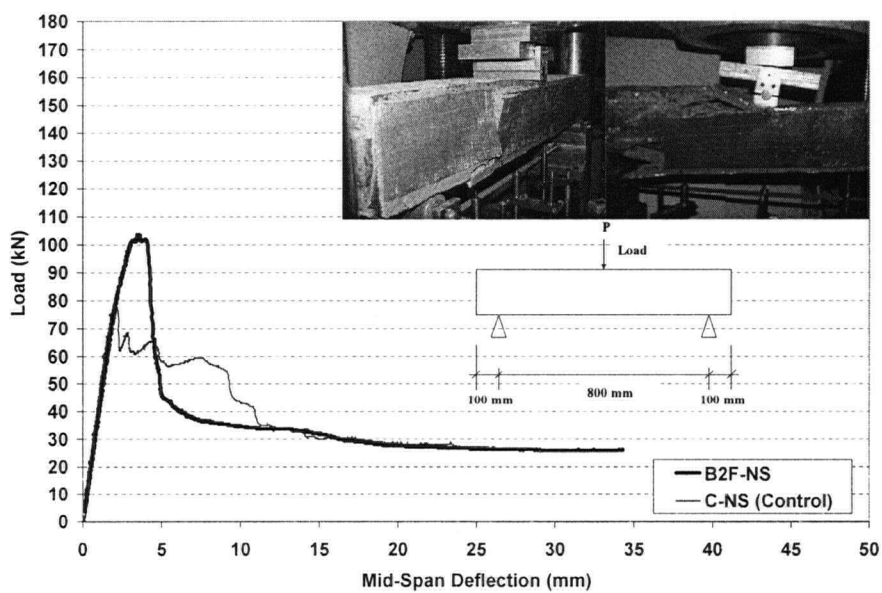 180
170
160
150
140
130
120
110
100
90
80
70
60
50
40
30
20
10
0
Load (kN)
P
Load
100 mm
800 mm
100 mm
B2F-NS
C-NS (Control)
0 5 10 15 20 25 30 35 40 45 50
Mid-Span Deflection (mm)